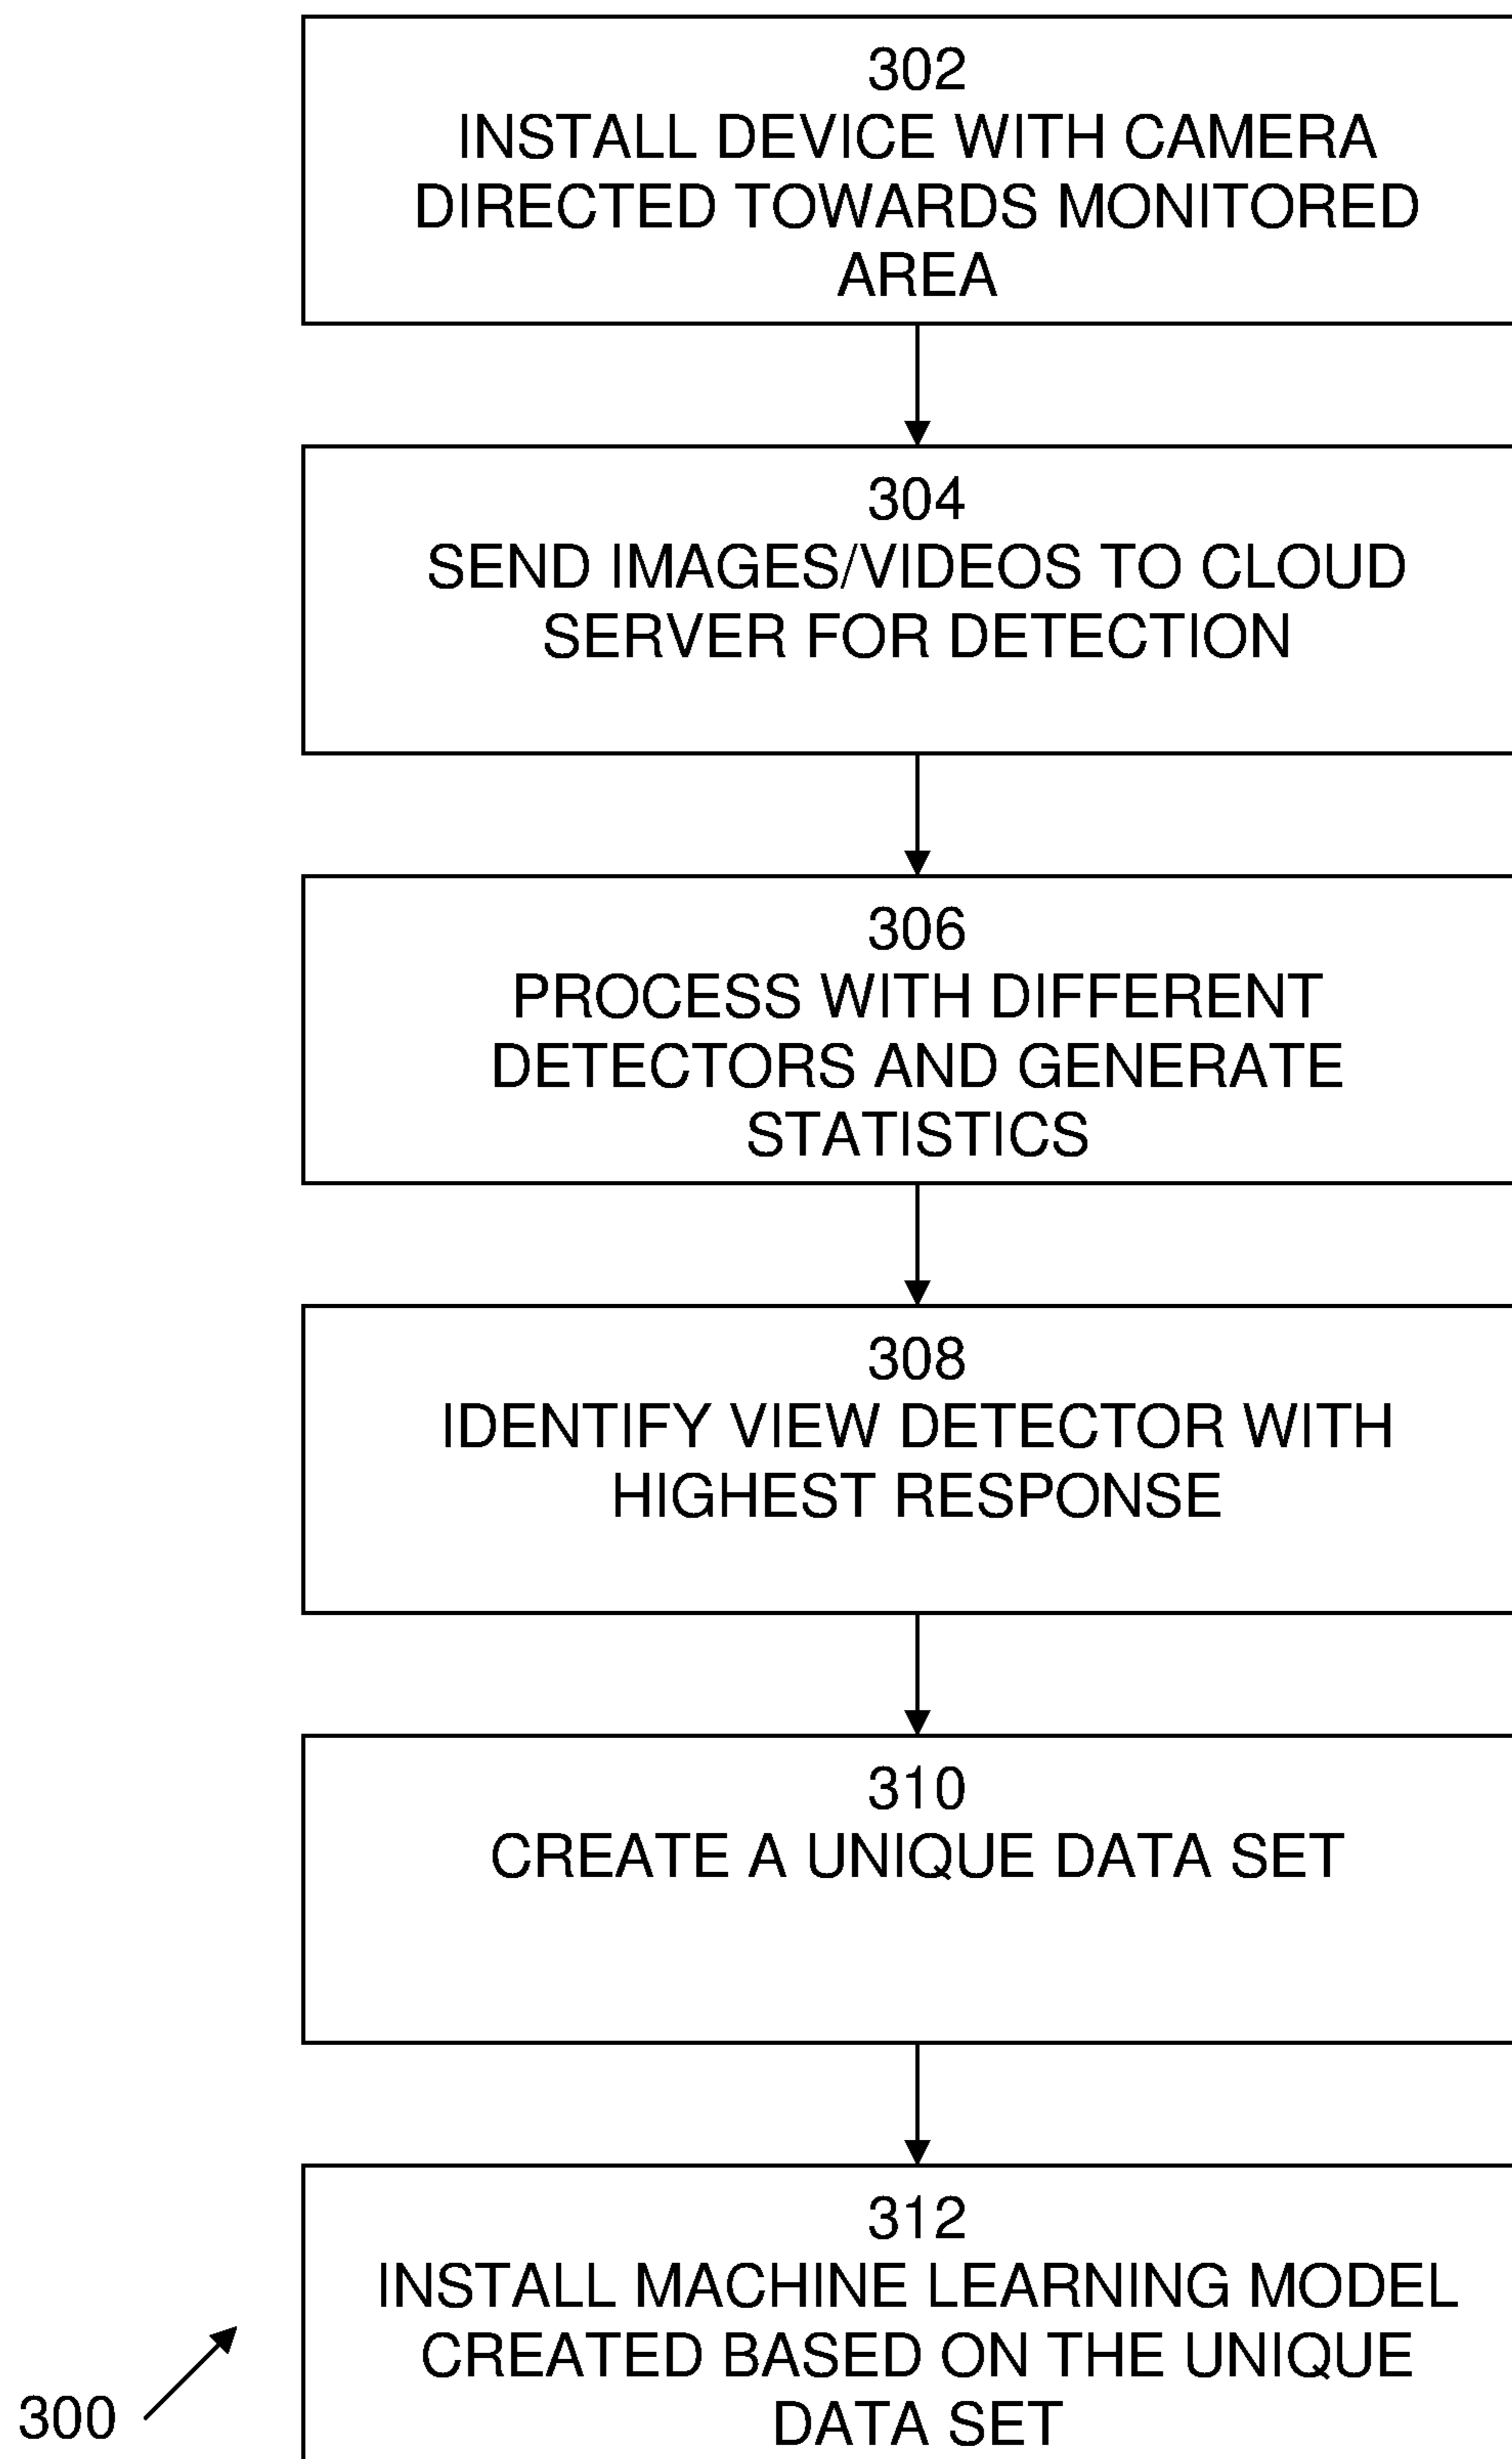 302
INSTALL DEVICE WITH CAMERA
DIRECTED TOWARDS MONITORED
AREA
304
SEND IMAGES/VIDEOS TO CLOUD
SERVER FOR DETECTION
306
PROCESS WITH DIFFERENT
DETECTORS AND GENERATE
STATISTICS
308
IDENTIFY VIEW DETECTOR WITH
HIGHEST RESPONSE
310
CREATE A UNIQUE DATA SET
312
INSTALL MACHINE LEARNING MODEL
CREATED BASED ON THE UNIQUE
DATA SET
300